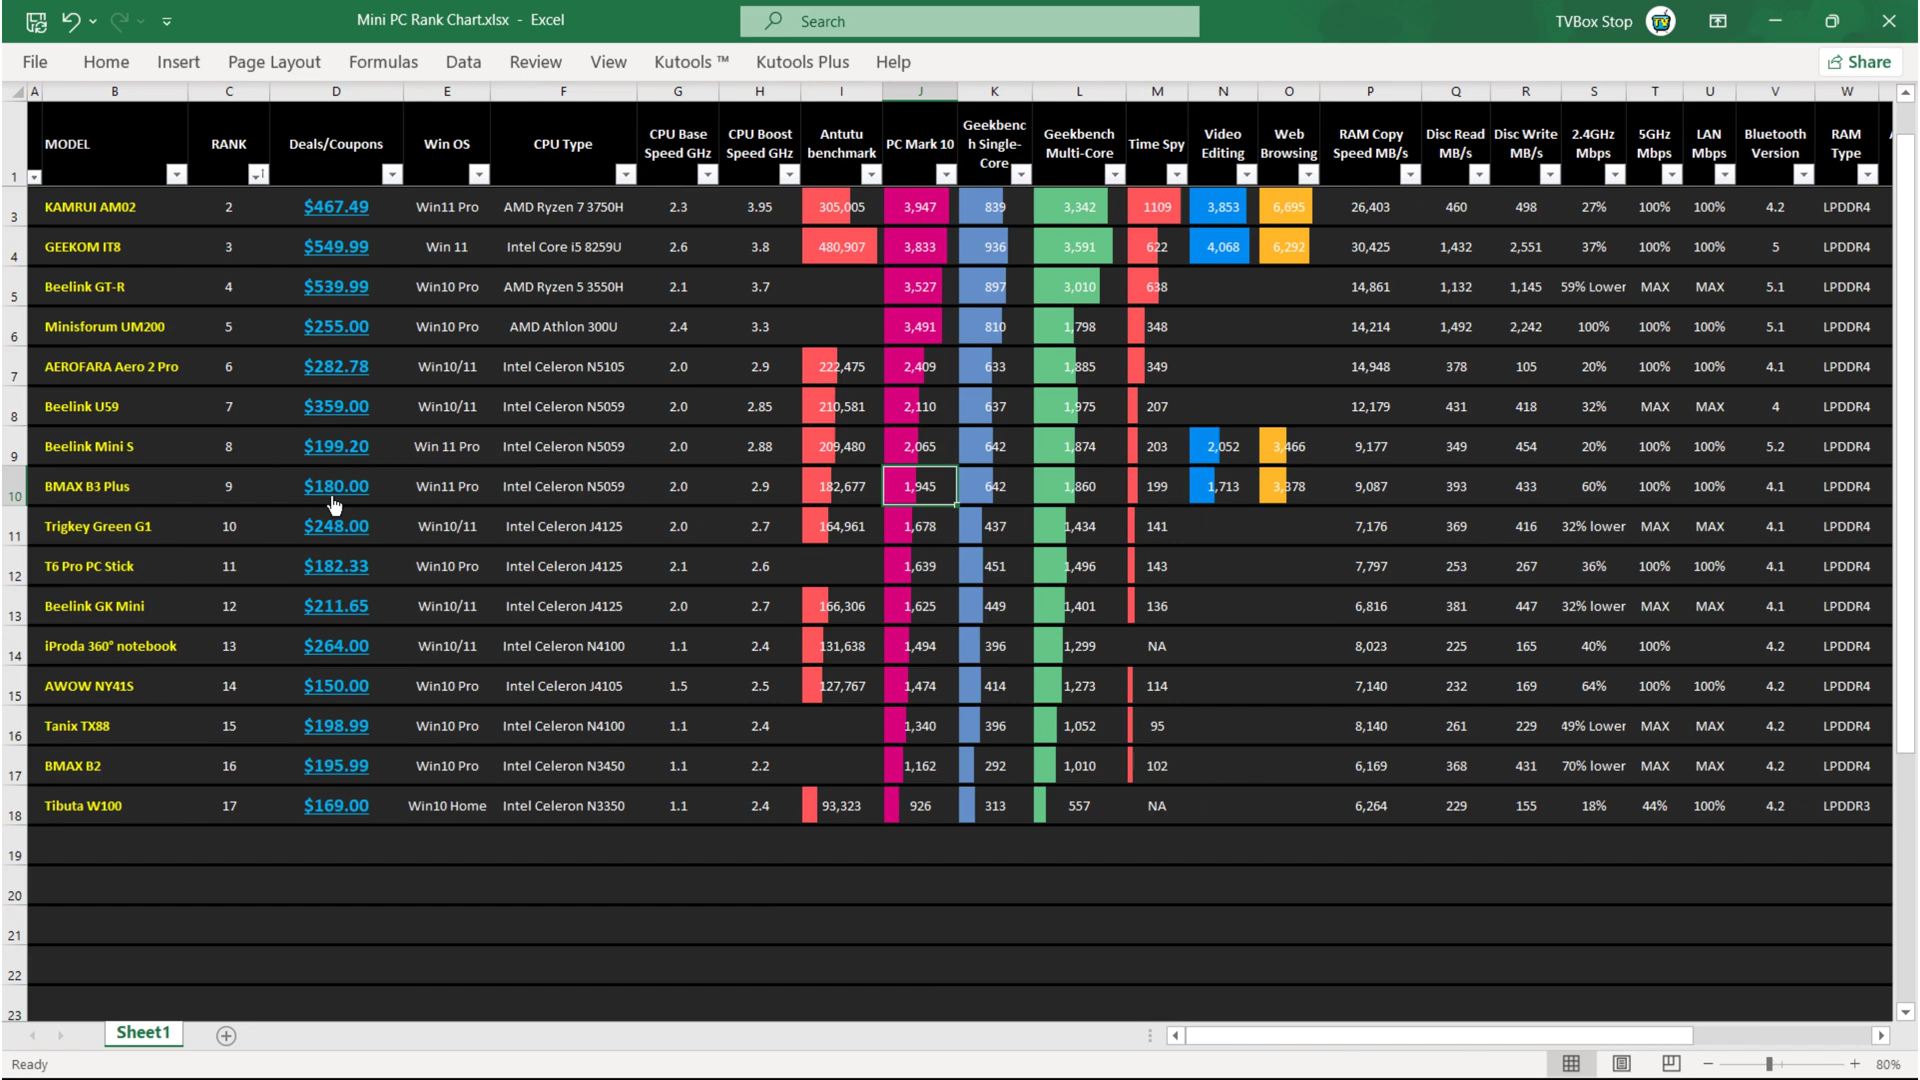 Mini PC Rank Chart.xlsx - Excel
Search
TVBox Stop
File Home Insert Page Layout Formulas Data Review View Kutools ™ Kutools Plus Help
Share
A B C D E F G H I J K L M N O P Q R S T U V W
1 MODEL RANK Deals/Coupons Win OS CPU Type CPU Base Speed GHz CPU Boost Speed GHz Antutu benchmark PC Mark 10 Geekbenc h Single-Core Geekbench Multi-Core Time Spy Video Editing Web Browsing RAM Copy Speed MB/s Disc Read MB/s Disc Write MB/s 2.4GHz Mbps 5GHz Mbps LAN Mbps Bluetooth Version RAM Type
3 KAMRUI AM02 2 $467.49 Win11 Pro AMD Ryzen 7 3750H 2.3 3.95 305,005 3,947 839 3,342 1109 3,853 6,695 26,403 460 498 27% 100% 100% 4.2 LPDDR4
4 GEEKOM IT8 3 $549.99 Win 11 Intel Core i5 8259U 2.6 3.8 480,907 3,833 936 3,591 622 4,068 6,292 30,425 1,432 2,551 37% 100% 100% 5 LPDDR4
5 Beelink GT-R 4 $539.99 Win10 Pro AMD Ryzen 5 3550H 2.1 3.7 3,527 897 3,010 638 14,861 1,132 1,145 59% Lower MAX MAX 5.1 LPDDR4
6 Minisforum UM200 5 $255.00 Win10 Pro AMD Athlon 300U 2.4 3.3 3,491 810 1,798 348 14,214 1,492 2,242 100% 100% 100% 5.1 LPDDR4
7 AEROFARA Aero 2 Pro 6 $282.78 Win10/11 Intel Celeron N5105 2.0 2.9 222,475 2,409 633 1,885 349 14,948 378 105 20% 100% 100% 4.1 LPDDR4
8 Beelink U59 7 $359.00 Win10/11 Intel Celeron N5059 2.0 2.85 210,581 2,110 637 1,975 207 12,179 431 418 32% MAX MAX 4 LPDDR4
9 Beelink Mini S 8 $199.20 Win 11 Pro Intel Celeron N5059 2.0 2.88 209,480 2,065 642 1,874 203 2,052 3,466 9,177 349 454 20% 100% 100% 5.2 LPDDR4
10 BMAX B3 Plus 9 $180.00 Win11 Pro Intel Celeron N5059 2.0 2.9 182,677 1,945 642 1,860 199 1,713 3,378 9,087 393 433 60% 100% 100% 4.1 LPDDR4
11 Trigkey Green G1 10 $248.00 Win10/11 Intel Celeron J4125 2.0 2.7 164,961 1,678 437 1,434 141 7,176 369 416 32% lower MAX MAX 4.1 LPDDR4
12 T6 Pro PC Stick 11 $182.33 Win10 Pro Intel Celeron J4125 2.1 2.6 1,639 451 1,496 143 7,797 253 267 36% 100% 100% 4.1 LPDDR4
13 Beelink GK Mini 12 $211.65 Win10/11 Intel Celeron J4125 2.0 2.7 166,306 1,625 449 1,401 136 6,816 381 447 32% lower MAX MAX 4.1 LPDDR4
14 iProda 360° notebook 13 $264.00 Win10/11 Intel Celeron N4100 1.1 2.4 131,638 1,494 396 1,299 NA 8,023 225 165 40% 100% 4.2 LPDDR4
15 AWOW NY41S 14 $150.00 Win10 Pro Intel Celeron J4105 1.5 2.5 127,767 1,474 414 1,273 114 7,140 232 169 64% 100% 100% 4.2 LPDDR4
16 Tanix TX88 15 $198.99 Win10 Pro Intel Celeron N4100 1.1 2.4 1,340 396 1,052 95 8,140 261 229 49% Lower MAX MAX 4.2 LPDDR4
17 BMAX B2 16 $195.99 Win10 Pro Intel Celeron N3450 1.1 2.2 1,162 292 1,010 102 6,169 368 431 70% lower MAX MAX 4.2 LPDDR4
18 Tibuta W100 17 $169.00 Win10 Home Intel Celeron N3350 1.1 2.4 93,323 926 313 557 NA 6,264 229 155 18% 44% 100% 4.2 LPDDR3
19
20
21
22
23
Sheet1
Ready
80%